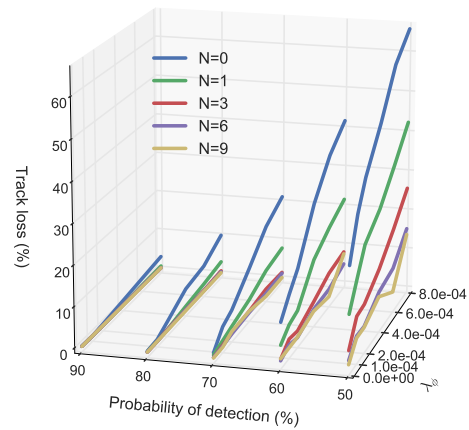 N=0
N=1
N=3
N=6
N=9
Track loss (%)
60
50
40
30
20
10
0
90
80
70
60
50
Probability of detection (%)
8.0e-04
6.0e-04
4.0e-04
2.0e-04
1.0e-04
0.0e+00